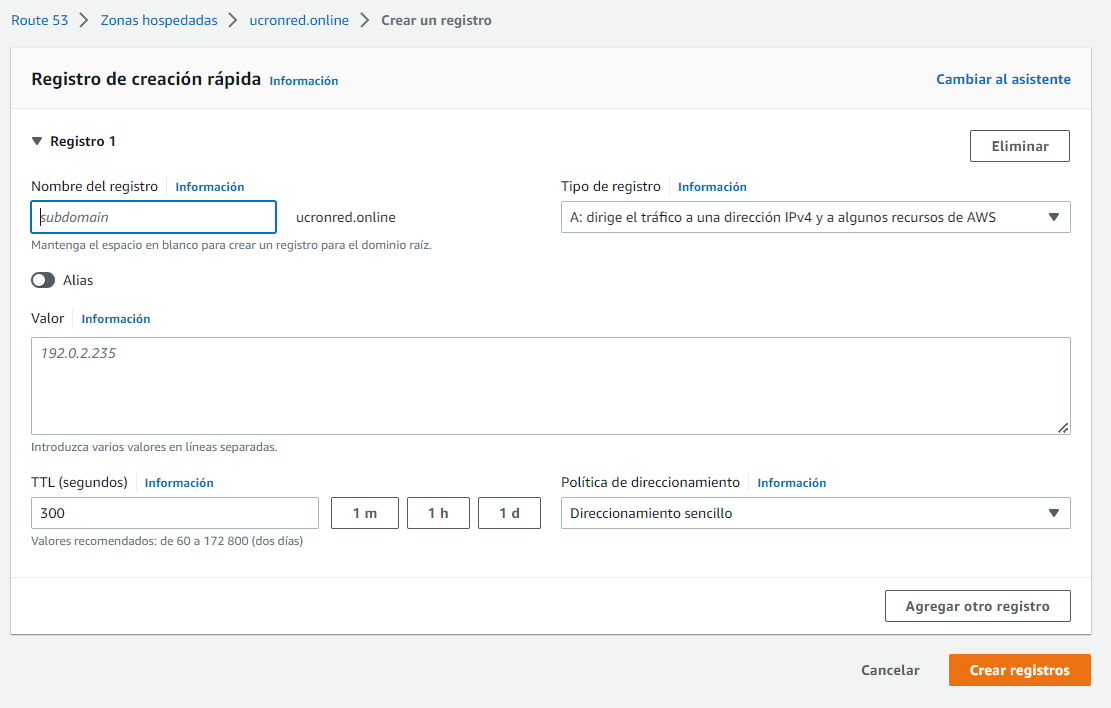 Route 53 > Zonas hospedadas > ucronred.online > Crear un registro
Registro de creación rápida Información Cambiar al asistente
Registro 1 Eliminar
Nombre del registro Información Tipo de registro Información
subdomain ucronred.online A: dirige el tráfico a una dirección IPv4 y a algunos recursos de AWS
Mantenga el espacio en blanco para crear un registro para el dominio raíz.
Alias
Valor Información
192.0.2.235
Introduzca varios valores en líneas separadas.
TTL (segundos) Información Política de direccionamiento Información
300 1 m 1 h 1 d Direccionamiento sencillo
Valores recomendados: de 60 a 172 800 (dos días)
Agregar otro registro
Cancelar Crear registros